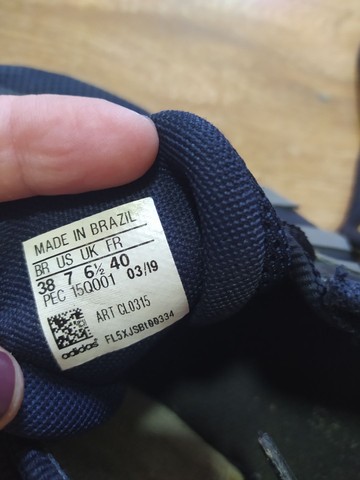 MADE IN BRAZIL
BR US UK FR
38 7 6½ 40
PEC 15Q001 03/19
ART CL0315
adidas FL5XJSB100334